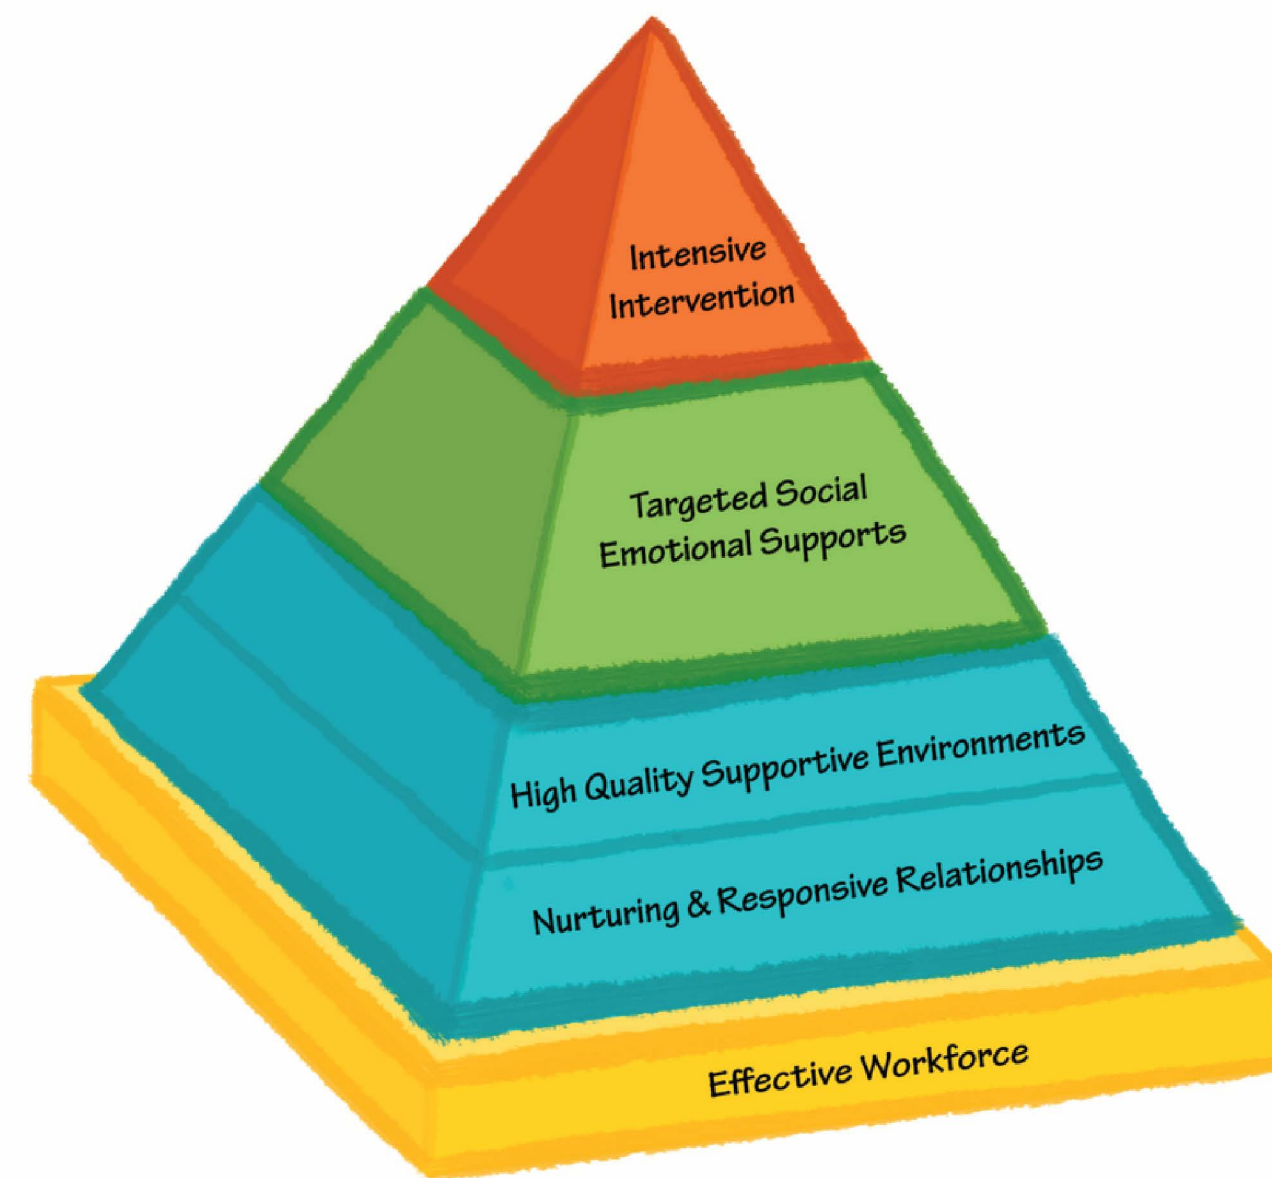 Intensive
Intervention
Targeted Social
Emotional Supports
High Quality Supportive Environments
Nurturing & Responsive Relationships
Effective Workforce